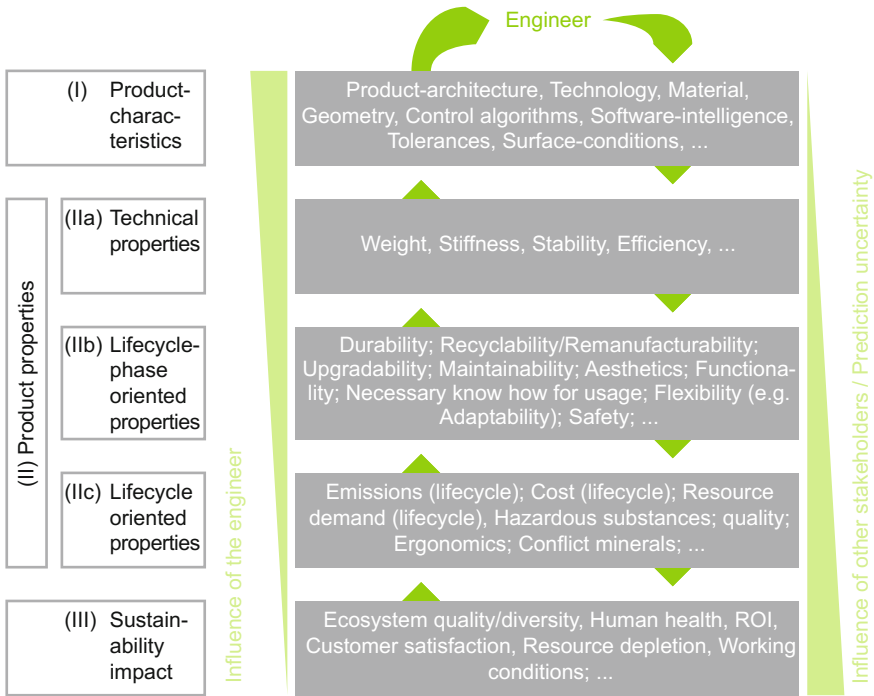 Engineer
(I) Product-
charac-
teristics
Product-architecture, Technology, Material,
Geometry, Control algorithms, Software-intelligence,
Tolerances, Surface-conditions, ...
(II) Product properties
(IIa) Technical
properties
Weight, Stiffness, Stability, Efficiency, ...
(IIb) Lifecycle-
phase
oriented
properties
Durability; Recyclability/Remanufacturability;
Upgradability; Maintainability; Aesthetics; Functiona-
lity; Necessary know how for usage; Flexibility (e.g.
Adaptability); Safety; ...
(IIc) Lifecycle
oriented
properties
Emissions (lifecycle); Cost (lifecycle); Resource
demand (lifecycle), Hazardous substances; quality;
Ergonomics; Conflict minerals; ...
(III) Sustain-
ability
impact
Ecosystem quality/diversity, Human health, ROI,
Customer satisfaction, Resource depletion, Working
conditions; ...
Influence of the engineer
Influence of other stakeholders / Prediction uncertainty